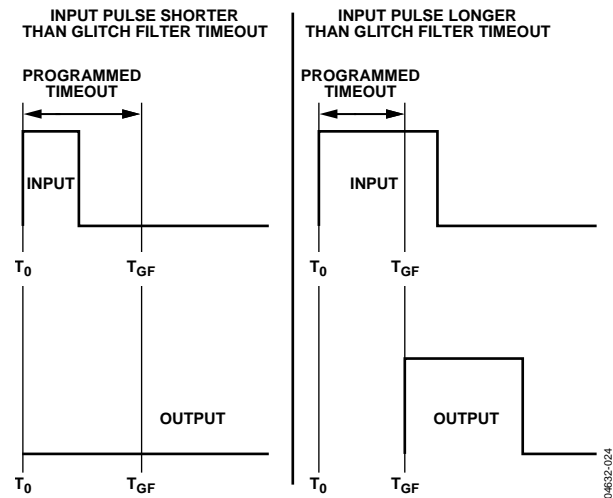 INPUT PULSE SHORTER
THAN GLITCH FILTER TIMEOUT
INPUT PULSE LONGER
THAN GLITCH FILTER TIMEOUT
PROGRAMMED
TIMEOUT
PROGRAMMED
TIMEOUT
INPUT
INPUT
T0
TGF
T0
TGF
OUTPUT
OUTPUT
T0
TGF
T0
TGF
04632-024